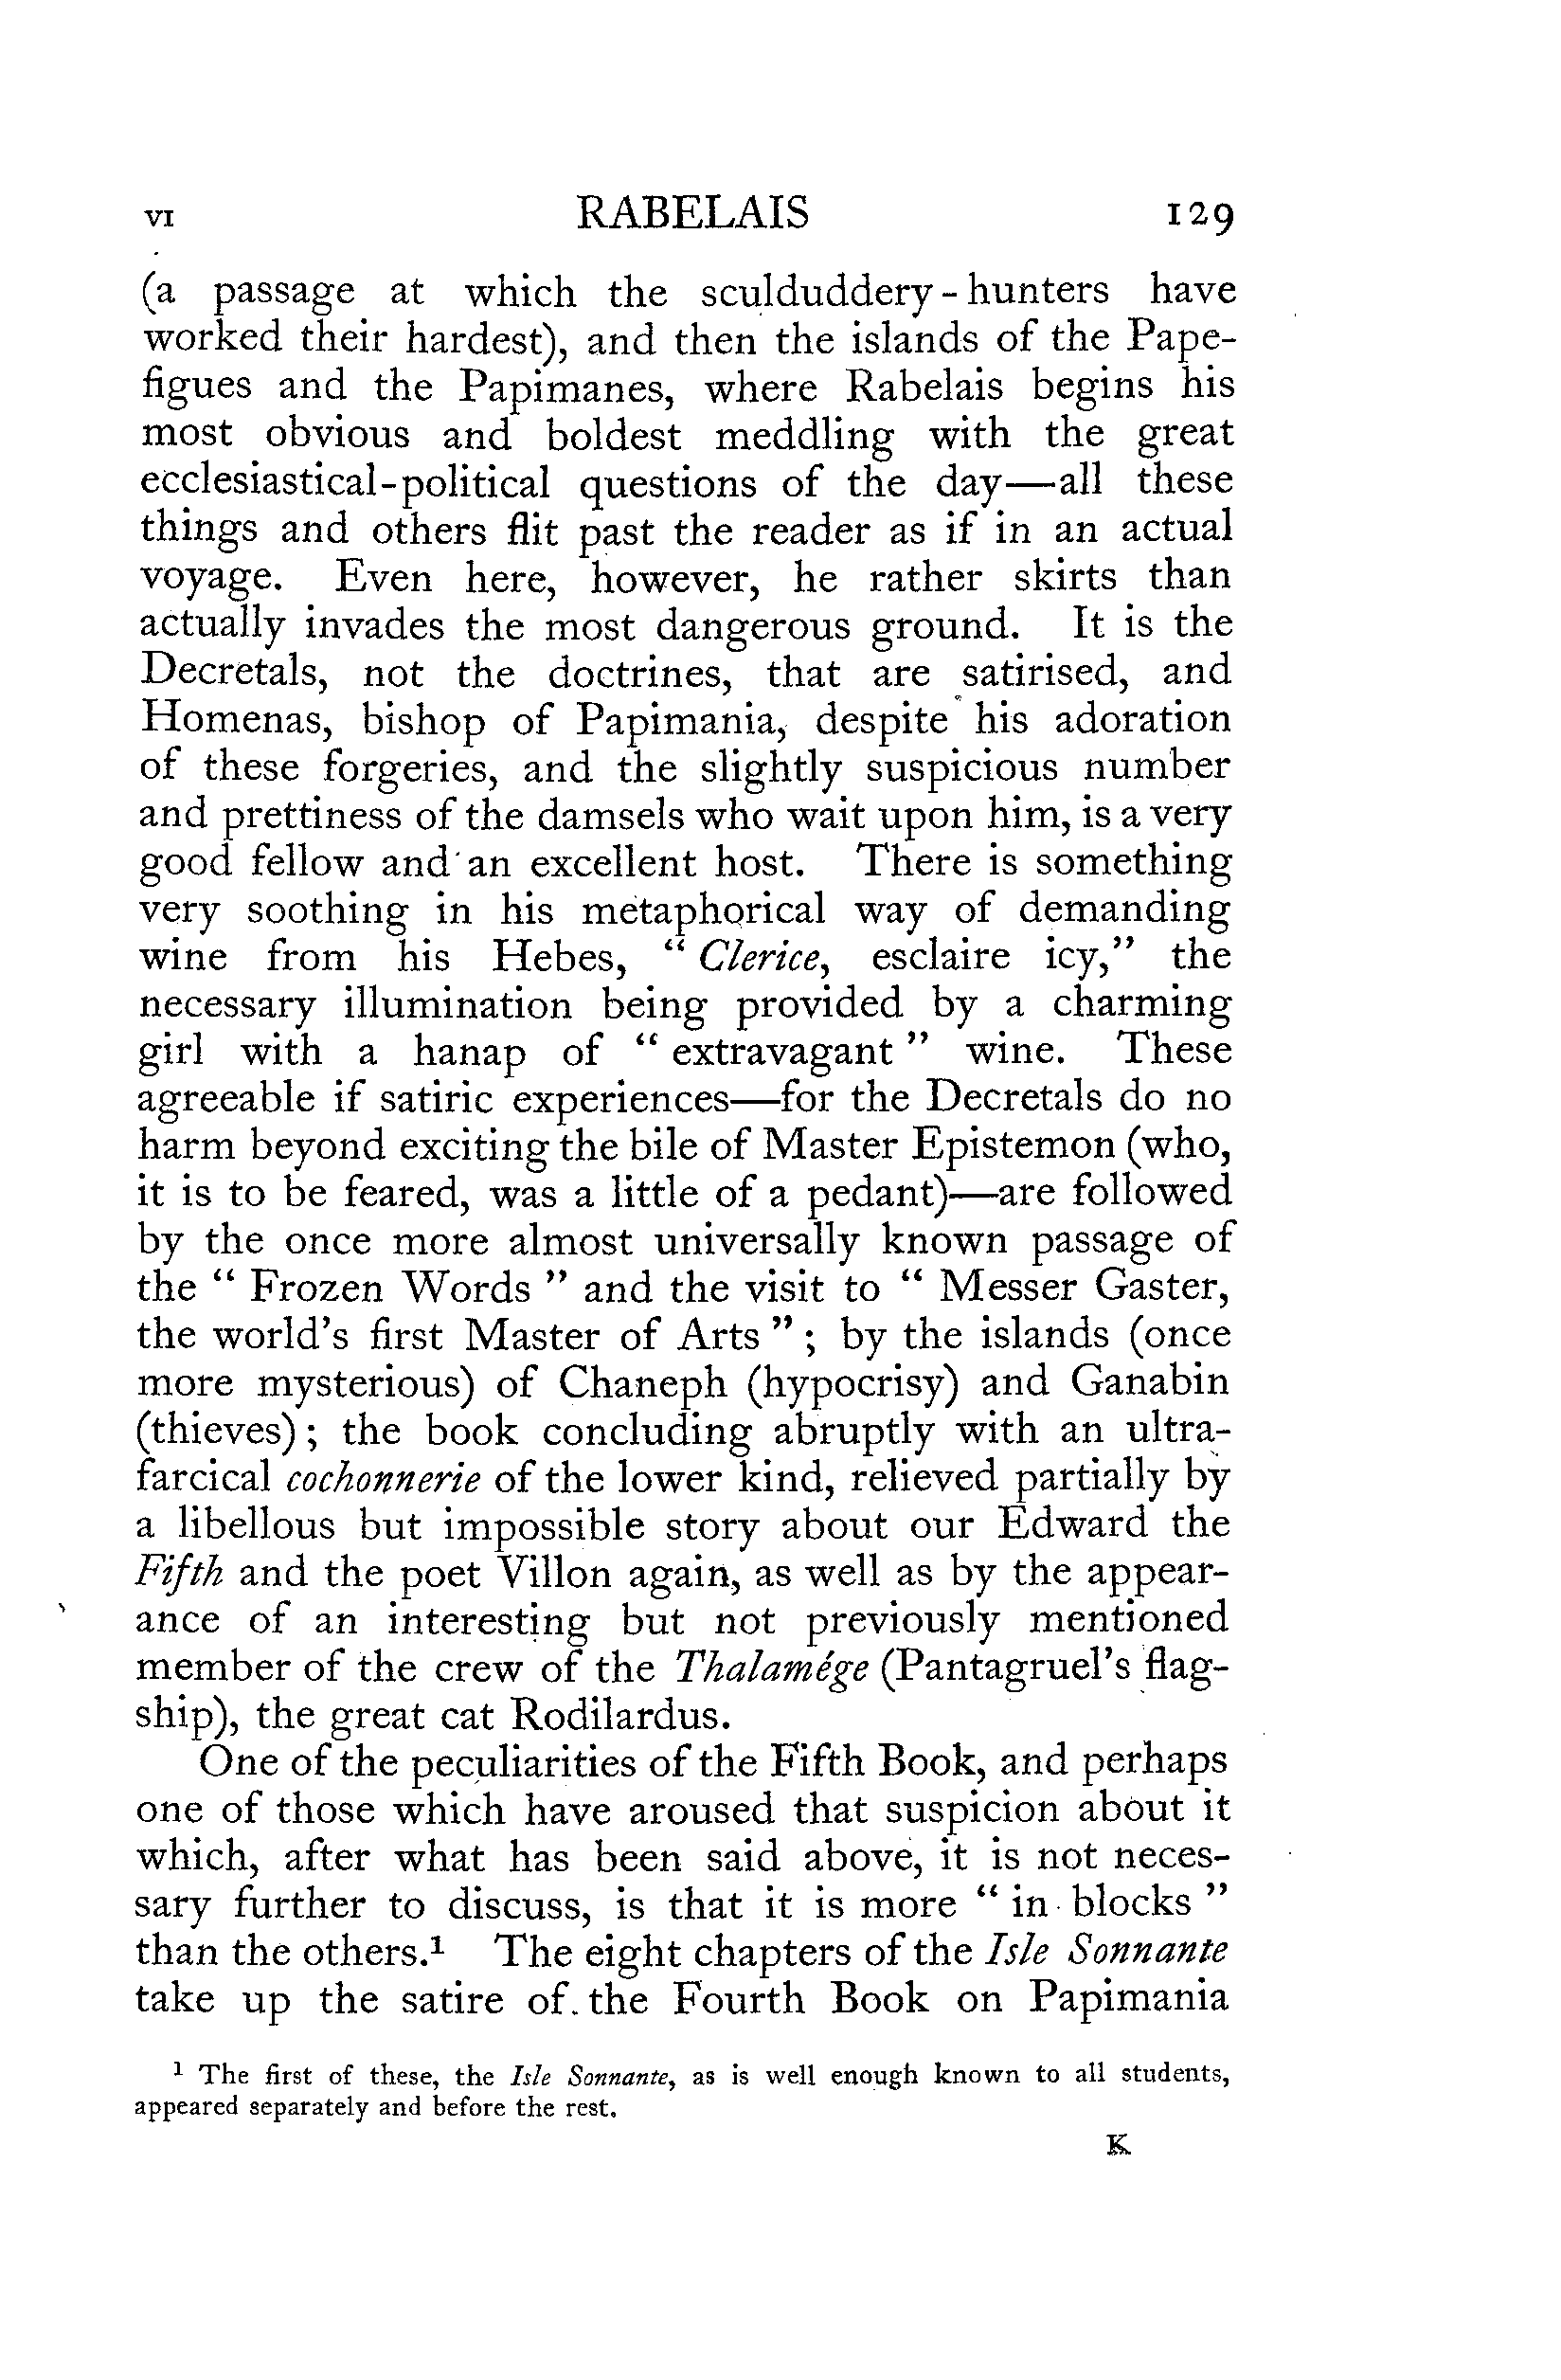 VI RABELAIS 129
(a passage at which the sculduddery-hunters have
worked their hardest), and then the islands of the Pape-
figues and the Papimanes, where Rabelais begins his
most obvious and boldest meddling with the great
ecclesiastical-political questions of the day—all these
things and others flit past the reader as if in an actual
voyage. Even here, however, he rather skirts than
actually invades the most dangerous ground. It is the
Decretals, not the doctrines, that are satirised, and
Homenas, bishop of Papimania, despite his adoration
of these forgeries, and the slightly suspicious number
and prettiness of the damsels who wait upon him, is a very
good fellow and an excellent host. There is something
very soothing in his metaphorical way of demanding
wine from his Hebes, “ Clerice, esclaire icy,” the
necessary illumination being provided by a charming
girl with a hanap of “ extravagant ” wine. These
agreeable if satiric experiences—for the Decretals do no
harm beyond exciting the bile of Master Epistemon (who,
it is to be feared, was a little of a pedant)—are followed
by the once more almost universally known passage of
the “ Frozen Words ” and the visit to “ Messer Gaster,
the world’s first Master of Arts ” ; by the islands (once
more mysterious) of Chaneph (hypocrisy) and Ganabin
(thieves) ; the book concluding abruptly with an ultra-
farcical cochonnerie of the lower kind, relieved partially by
a libellous but impossible story about our Edward the
Fifth and the poet Villon again, as well as by the appear-
ance of an interesting but not previously mentioned
member of the crew of the Thalamége (Pantagruel’s flag-
ship), the great cat Rodilardus.
One of the peculiarities of the Fifth Book, and perhaps
one of those which have aroused that suspicion about it
which, after what has been said above, it is not neces-
sary further to discuss, is that it is more “ in blocks ”
than the others.¹ The eight chapters of the Isle Sonnante
take up the satire of the Fourth Book on Papimania
¹ The first of these, the Isle Sonnante, as is well enough known to all students,
appeared separately and before the rest.
K